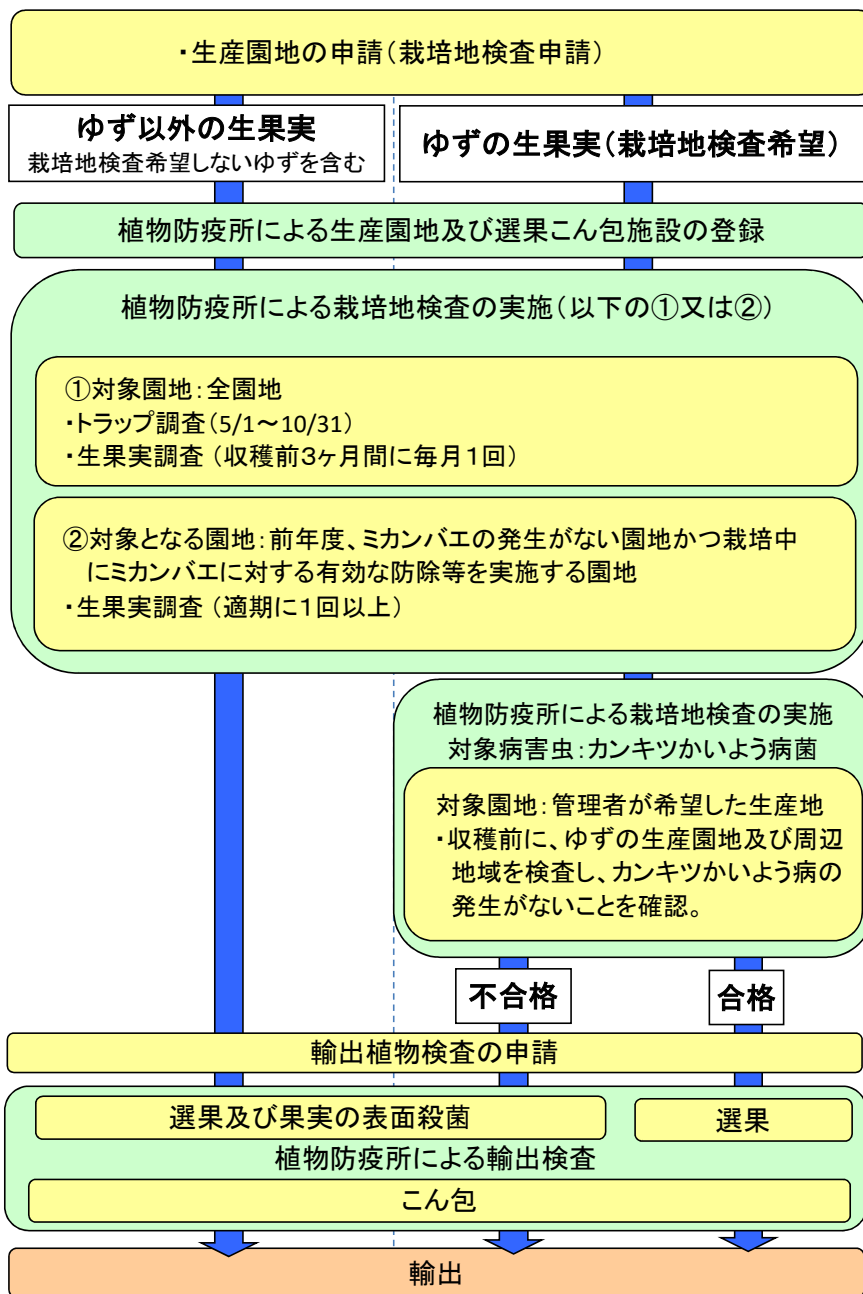 ・生産園地の申請（栽培地検査申請）
ゆず以外の生果実
栽培地検査希望しないゆずを含む
ゆずの生果実（栽培地検査希望）
植物防疫所による生産園地及び選果こん包施設の登録
植物防疫所による栽培地検査の実施（以下の①又は②）
①対象園地：全園地
・トラップ調査（5/1～10/31）
・生果実調査（収穫前３ヶ月間に毎月１回）
②対象となる園地：前年度、ミカンバエの発生がない園地かつ栽培中
にミカンバエに対する有効な防除等を実施する園地
・生果実調査（適期に１回以上）
植物防疫所による栽培地検査の実施
対象病害虫：カンキツかいよう病菌
対象園地：管理者が希望した生産地
・収穫前に、ゆずの生産園地及び周辺
地域を検査し、カンキツかいよう病の
発生がないことを確認。
不合格
合格
輸出植物検査の申請
選果及び果実の表面殺菌
選果
植物防疫所による輸出検査
こん包
輸出